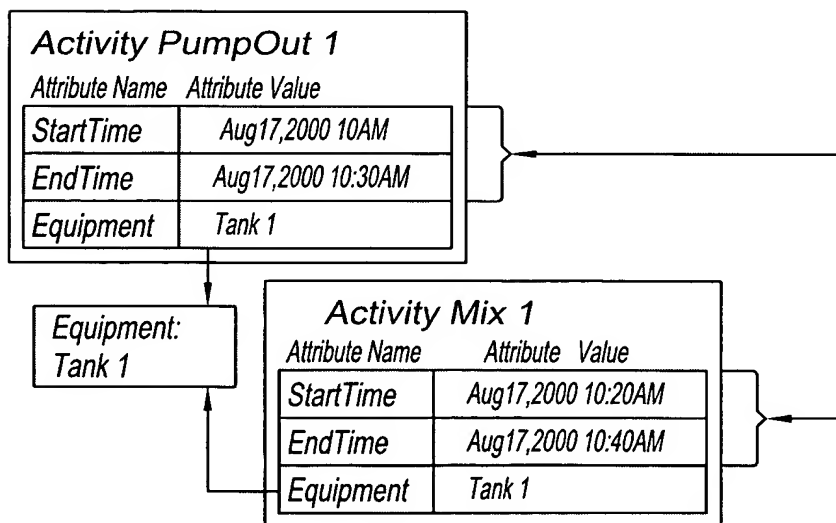 Activity PumpOut 1
Attribute Name Attribute Value
StartTime Aug17,2000 10AM
EndTime Aug17,2000 10:30AM
Equipment Tank 1
Equipment:
Tank 1
Activity Mix 1
Attribute Name Attribute Value
StartTime Aug17,2000 10:20AM
EndTime Aug17,2000 10:40AM
Equipment Tank 1